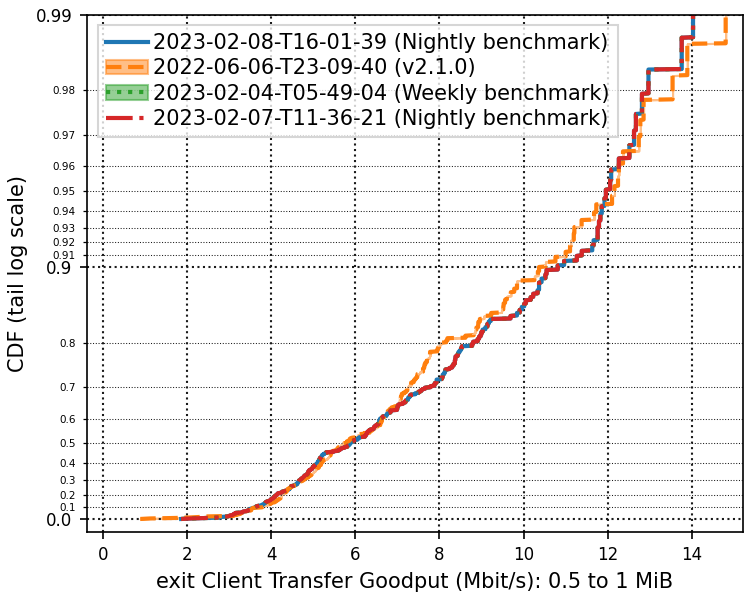 2023-02-08-T16-01-39 (Nightly benchmark)
2022-06-06-T23-09-40 (v2.1.0)
2023-02-04-T05-49-04 (Weekly benchmark)
2023-02-07-T11-36-21 (Nightly benchmark)
CDF (tail log scale)
0.99
0.98
0.97
0.96
0.95
0.94
0.93
0.92
0.91
0.9
0.8
0.7
0.6
0.5
0.4
0.3
0.2
0.1
0.0
0 2 4 6 8 10 12 14
exit Client Transfer Goodput (Mbit/s): 0.5 to 1 MiB